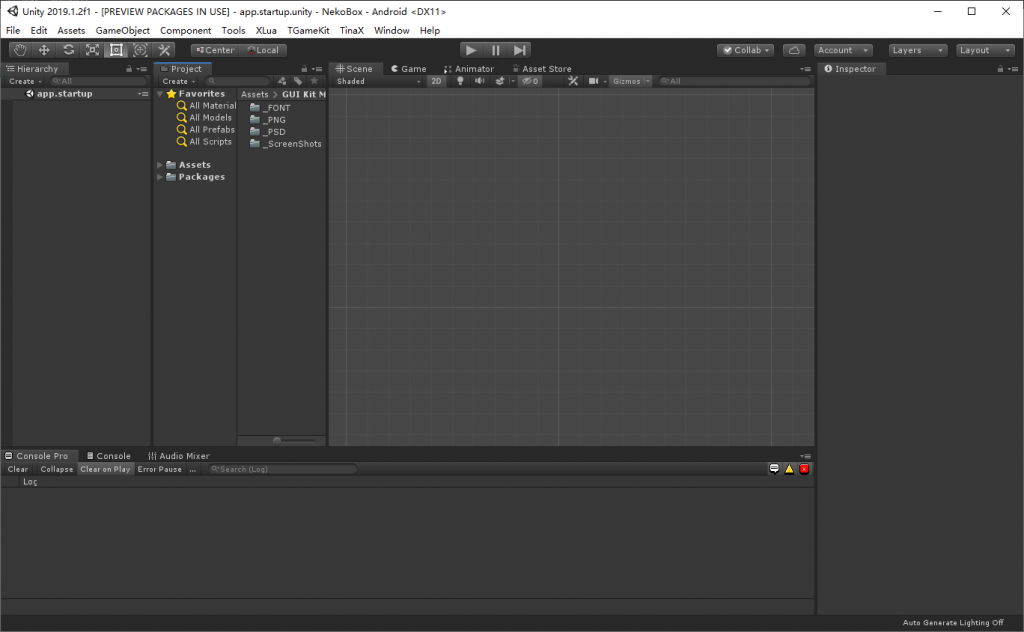 Unity 2019.1.2f1 - [PREVIEW PACKAGES IN USE] - app.startup.unity - NekoBox - Android <DX11>
File Edit Assets GameObject Component Tools XLua TGameKit TinaX Window Help
Center Local Collab Account Layers Layout
Hierarchy Project Scene Game Animator Asset Store Inspector
Create All Create Shaded 2D 0 Gizmos All
app.startup Favorites Assets > GUI Kit M
All Material _FONT
All Models _PNG
All Prefabs _PSD
All Scripts _ScreenShots
Assets
Packages
Console Pro Console Audio Mixer
Clear Collapse Clear on Play Error Pause ... Search (Log)
Log
Auto Generate Lighting Off